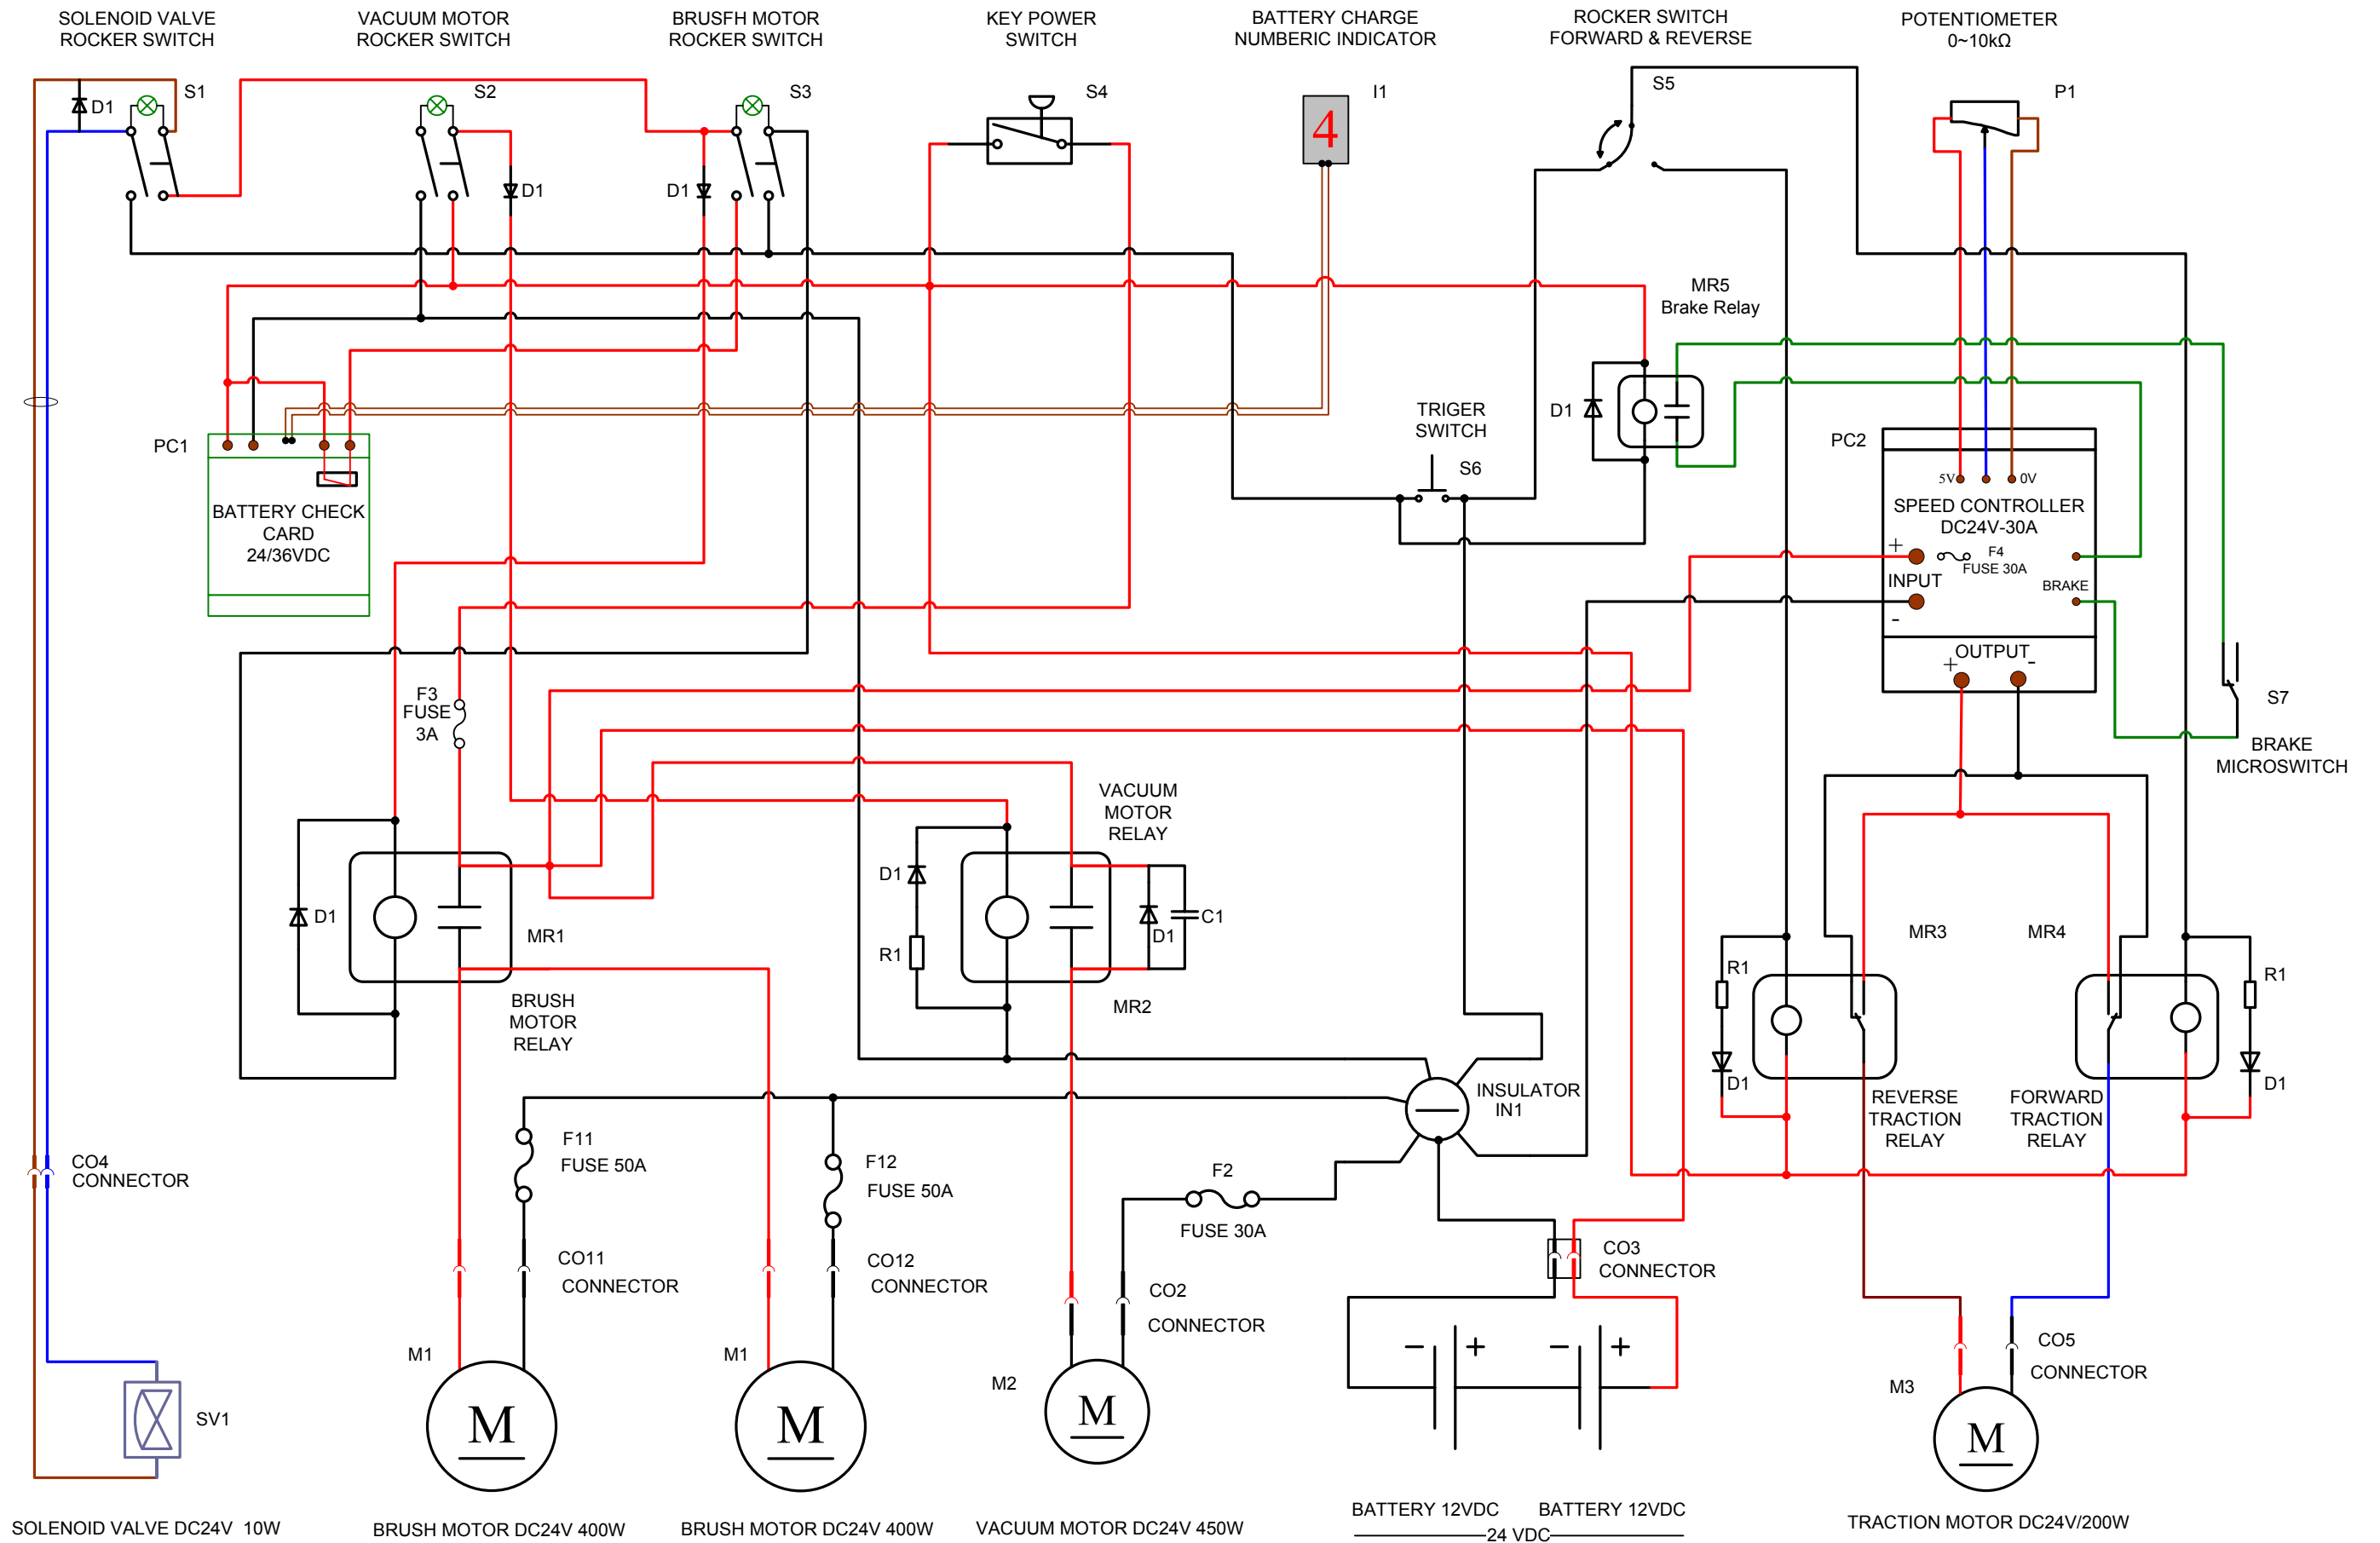 SOLENOID VALVE
ROCKER SWITCH
VACUUM MOTOR
ROCKER SWITCH
BRUSFH MOTOR
ROCKER SWITCH
KEY POWER
SWITCH
BATTERY CHARGE
NUMBERIC INDICATOR
ROCKER SWITCH
FORWARD & REVERSE
POTENTIOMETER
0~10kΩ
S1
S2
S3
S4
I1
S5
P1
D1
4
D1
D1
MR5
Brake Relay
D1
TRIGER
SWITCH
S6
PC1
BATTERY CHECK
CARD
24/36VDC
PC2
5V
0V
SPEED CONTROLLER
DC24V-30A
+
F4
FUSE 30A
INPUT
BRAKE
-
OUTPUT
+
-
S7
BRAKE
MICROSWITCH
F3
FUSE
3A
VACUUM
MOTOR
RELAY
D1
MR1
BRUSH
MOTOR
RELAY
D1
R1
D1
C1
MR2
MR3
MR4
R1
D1
R1
D1
REVERSE
TRACTION
RELAY
FORWARD
TRACTION
RELAY
INSULATOR
IN1
CO4
CONNECTOR
F11
FUSE 50A
F12
FUSE 50A
F2
FUSE 30A
CO11
CONNECTOR
CO12
CONNECTOR
CO2
CONNECTOR
CO3
CONNECTOR
CO5
CONNECTOR
SV1
M1
M
M1
M
M2
M
- +
- +
M3
M
SOLENOID VALVE DC24V 10W
BRUSH MOTOR DC24V 400W
BRUSH MOTOR DC24V 400W
VACUUM MOTOR DC24V 450W
BATTERY 12VDC
BATTERY 12VDC
24 VDC
TRACTION MOTOR DC24V/200W